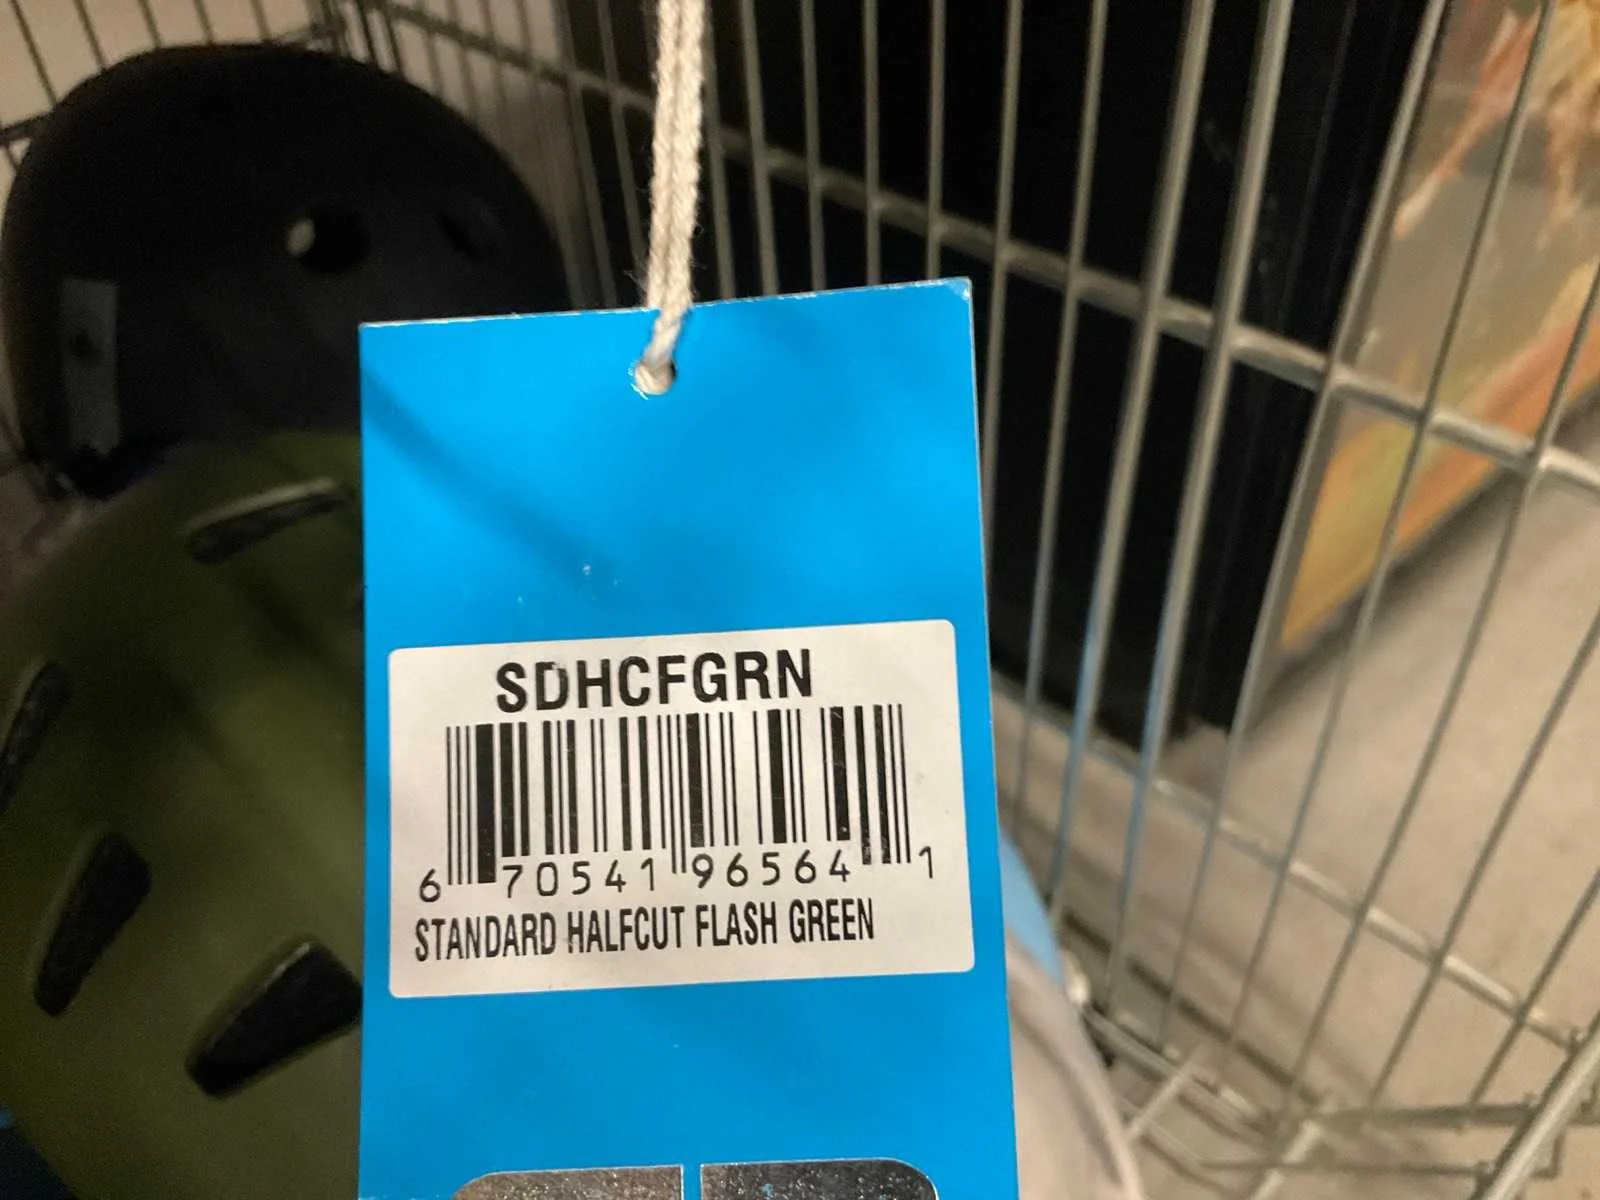 SDHCFGRN
6 70541 96564 1
STANDARD HALFCUT FLASH GREEN